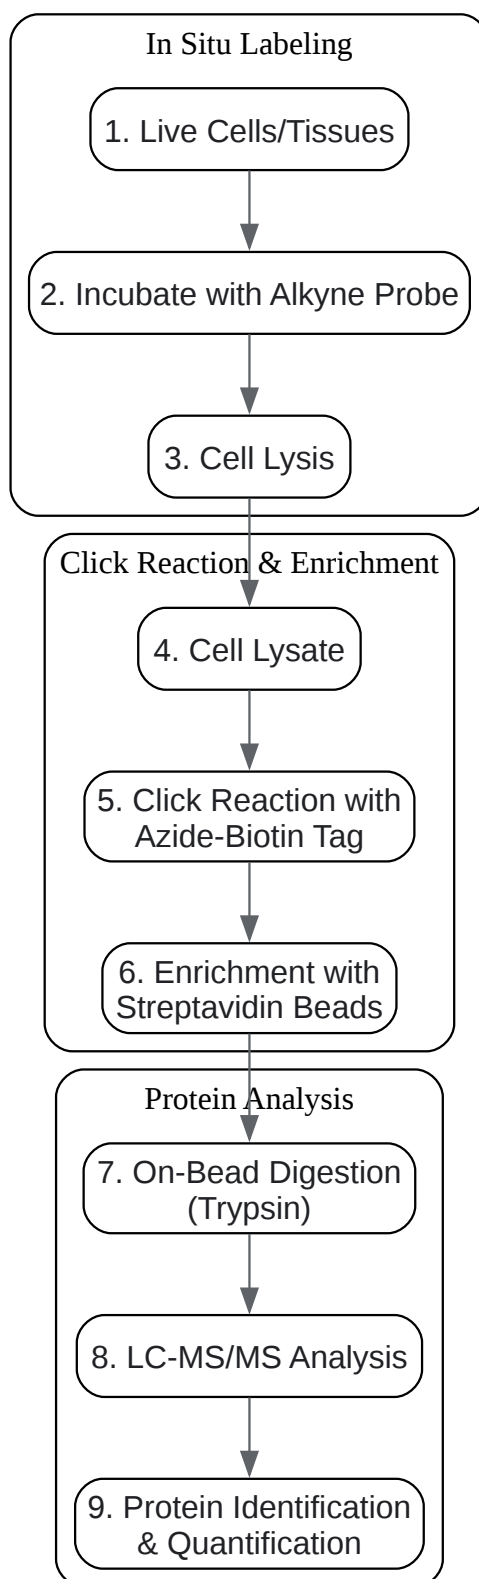 In Situ Labeling
1. Live Cells/Tissues
2. Incubate with Alkyne Probe
3. Cell Lysis
Click Reaction & Enrichment
4. Cell Lysate
5. Click Reaction with
Azide-Biotin Tag
6. Enrichment with
Streptavidin Beads
Protein Analysis
7. On-Bead Digestion
(Trypsin)
8. LC-MS/MS Analysis
9. Protein Identification
& Quantification